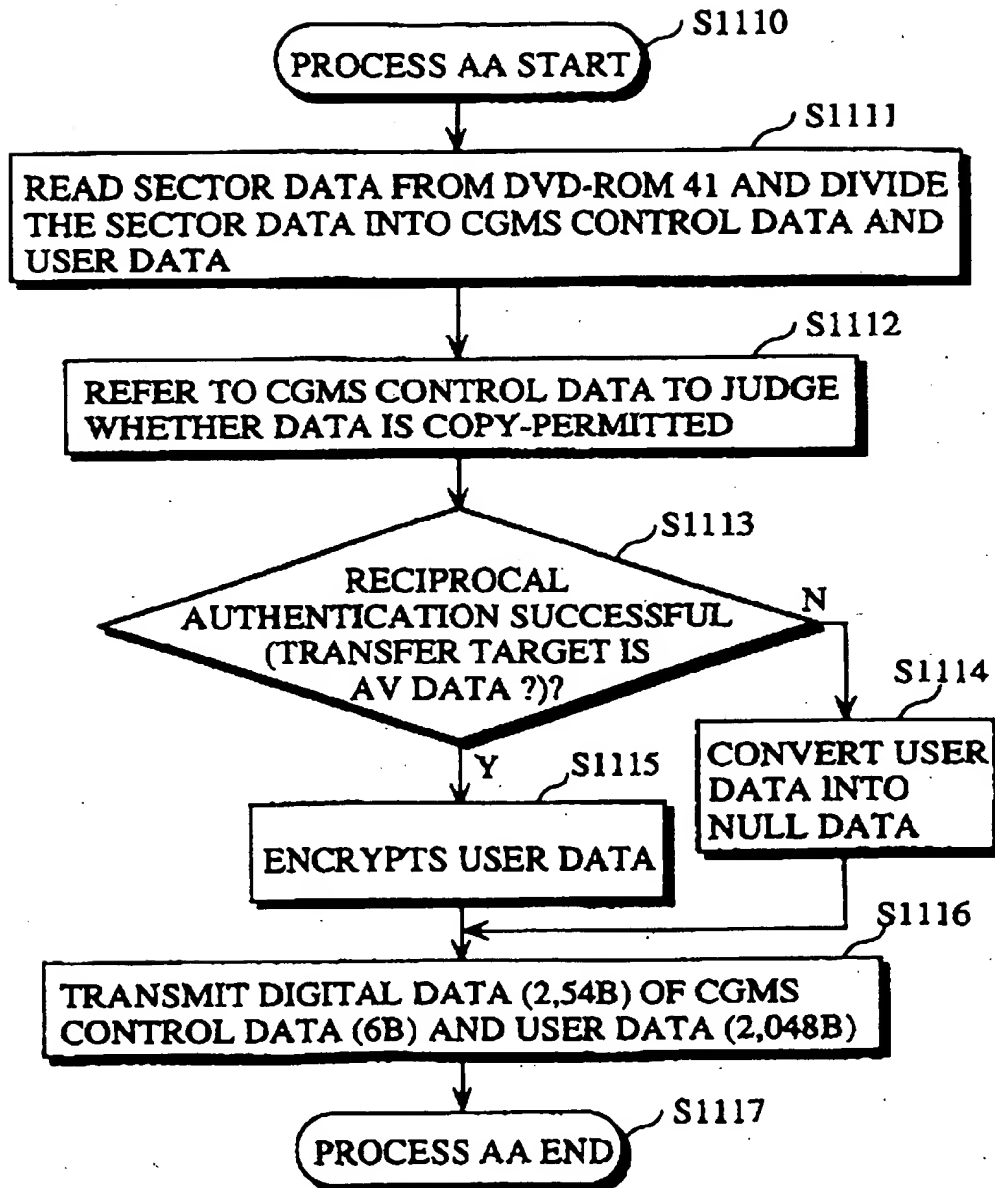 S1110
PROCESS AA START
S1111
READ SECTOR DATA FROM DVD-ROM 41 AND DIVIDE
THE SECTOR DATA INTO CGMS CONTROL DATA AND
USER DATA
S1112
REFER TO CGMS CONTROL DATA TO JUDGE
WHETHER DATA IS COPY-PERMITTED
S1113
RECIPROCAL
AUTHENTICATION SUCCESSFUL
(TRANSFER TARGET IS
AV DATA ?)?
N
S1114
CONVERT USER
DATA INTO
NULL DATA
Y
S1115
ENCRYPTS USER DATA
S1116
TRANSMIT DIGITAL DATA (2,54B) OF CGMS
CONTROL DATA (6B) AND USER DATA (2,048B)
S1117
PROCESS AA END